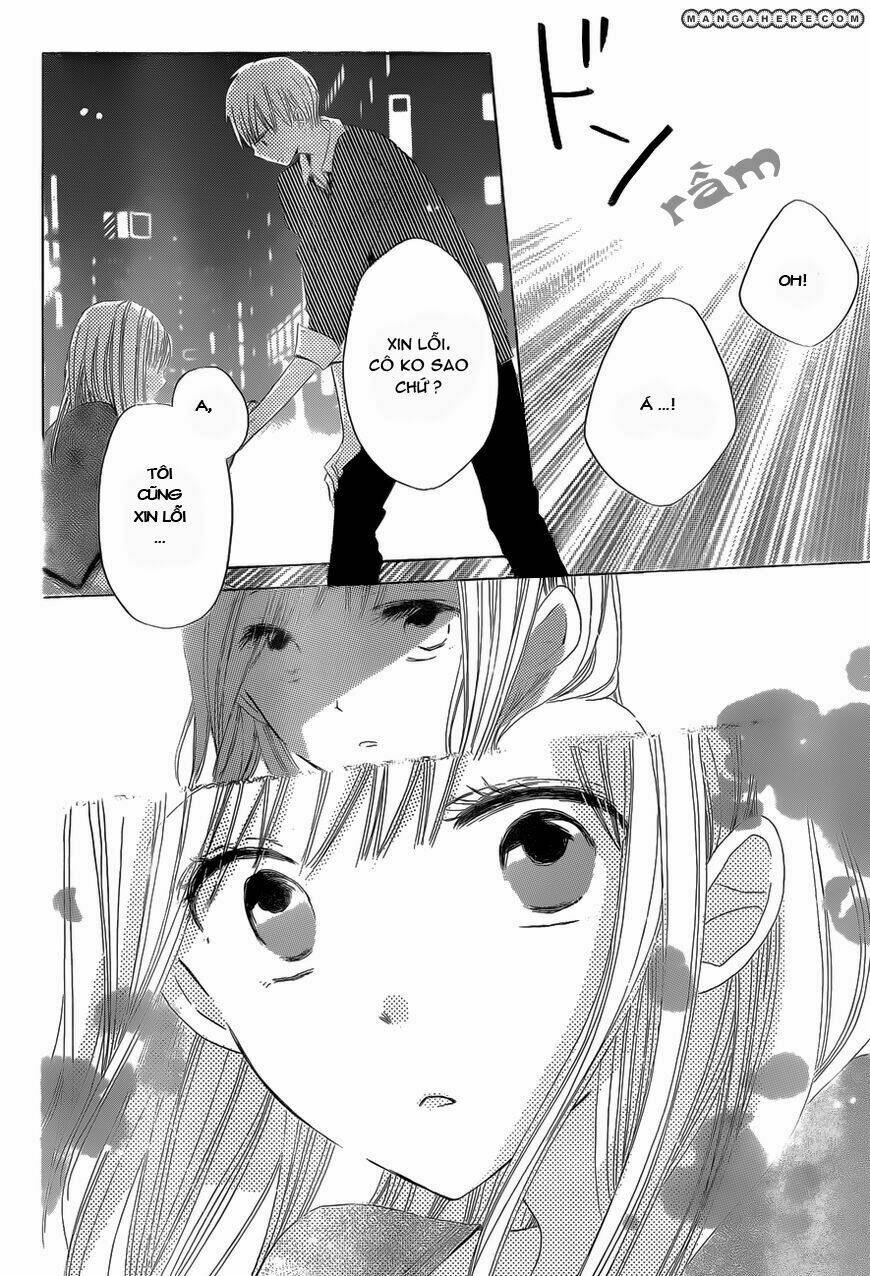 MANGAHERE.COM
ドン
rầm
OH!
Á ...!
XIN LỖI,
CÔ KO SAO
CHỨ ?
A,
TÔI
CŨNG
XIN LỖI
...